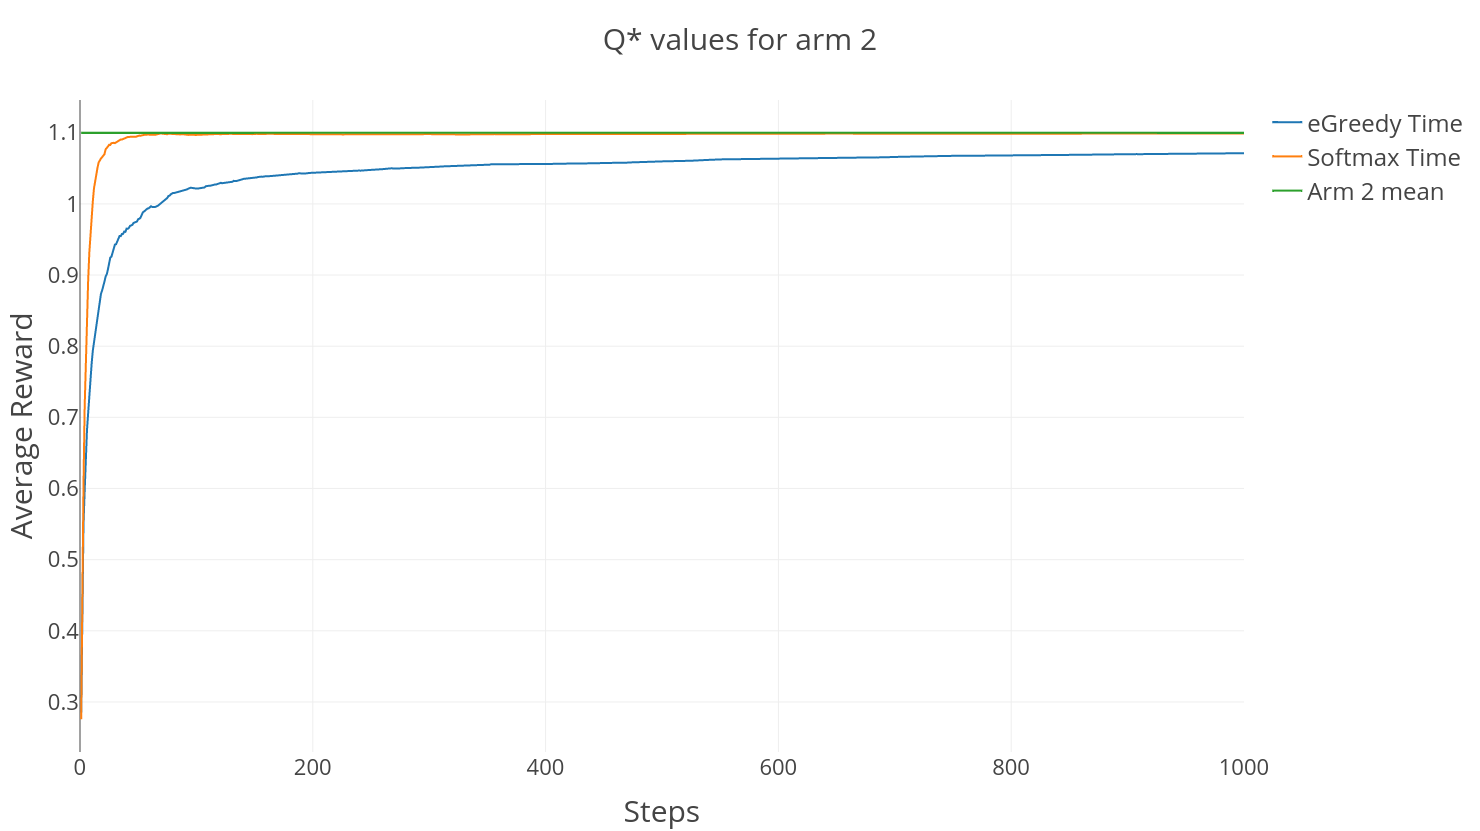 Q* values for arm 2
eGreedy Time
Softmax Time
Arm 2 mean
Average Reward
1.1
1
0.9
0.8
0.7
0.6
0.5
0.4
0.3
0 200 400 600 800 1000
Steps